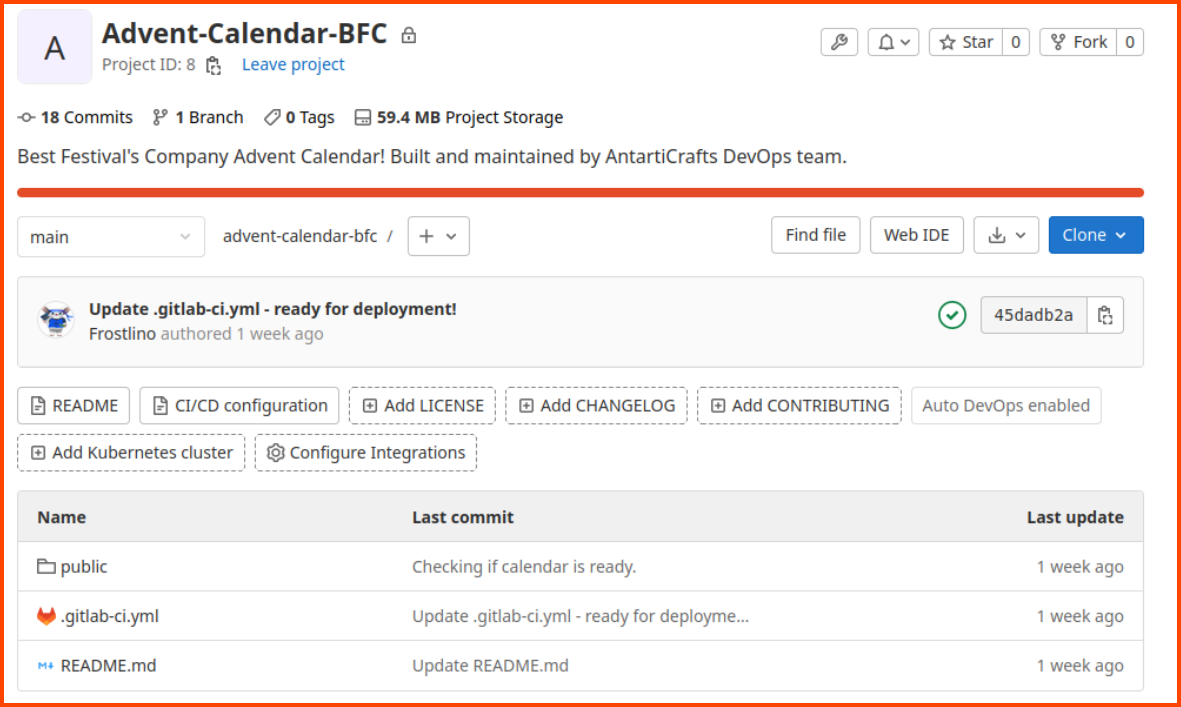 A
Advent-Calendar-BFC
Project ID: 8 Leave project
Star 0 Fork 0
18 Commits 1 Branch 0 Tags 59.4 MB Project Storage
Best Festival's Company Advent Calendar! Built and maintained by AntartiCrafts DevOps team.
main advent-calendar-bfc / + Find file Web IDE Clone
Update .gitlab-ci.yml - ready for deployment!
Frostlino authored 1 week ago
45dadb2a
README CI/CD configuration Add LICENSE Add CHANGELOG Add CONTRIBUTING Auto DevOps enabled
Add Kubernetes cluster Configure Integrations
Name Last commit Last update
public Checking if calendar is ready. 1 week ago
.gitlab-ci.yml Update .gitlab-ci.yml - ready for deployme... 1 week ago
M↓ README.md Update README.md 1 week ago